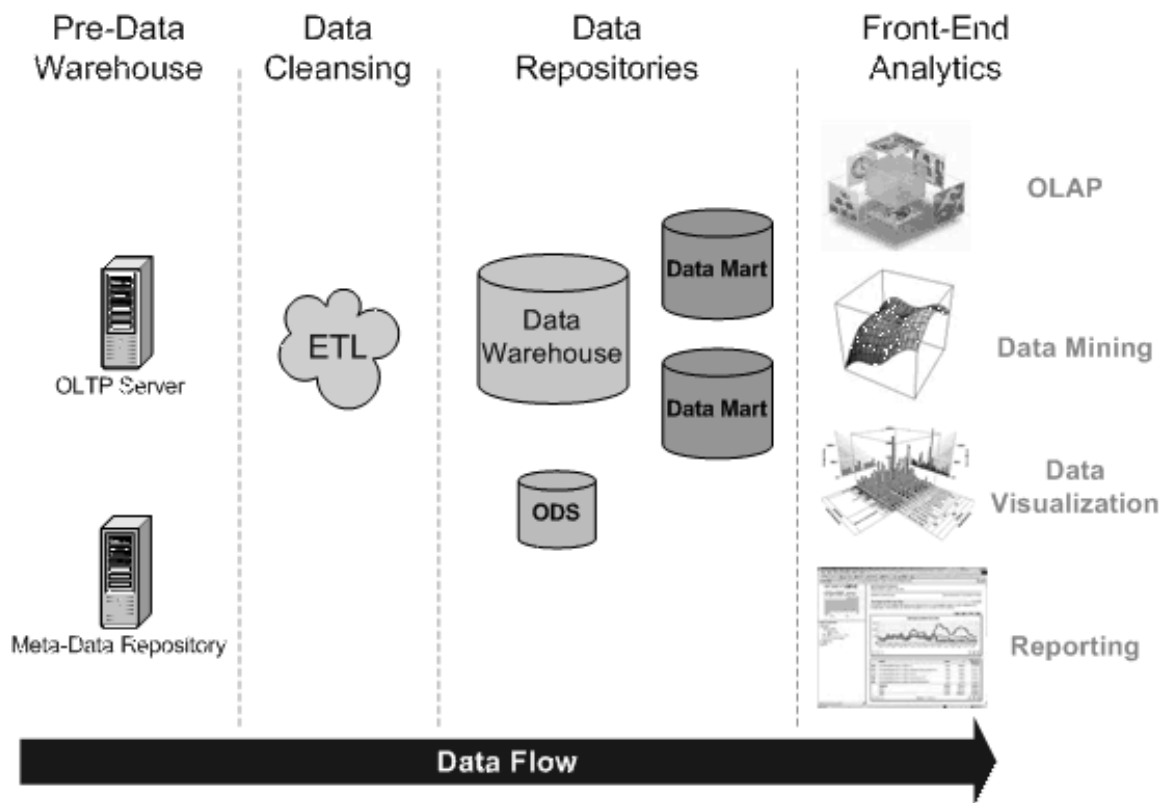 Pre-Data
Warehouse
Data
Cleansing
Data
Repositories
Front-End
Analytics
OLTP Server
Meta-Data Repository
ETL
Data
Warehouse
Data Mart
Data Mart
ODS
OLAP
Data Mining
Data
Visualization
Reporting
Data Flow